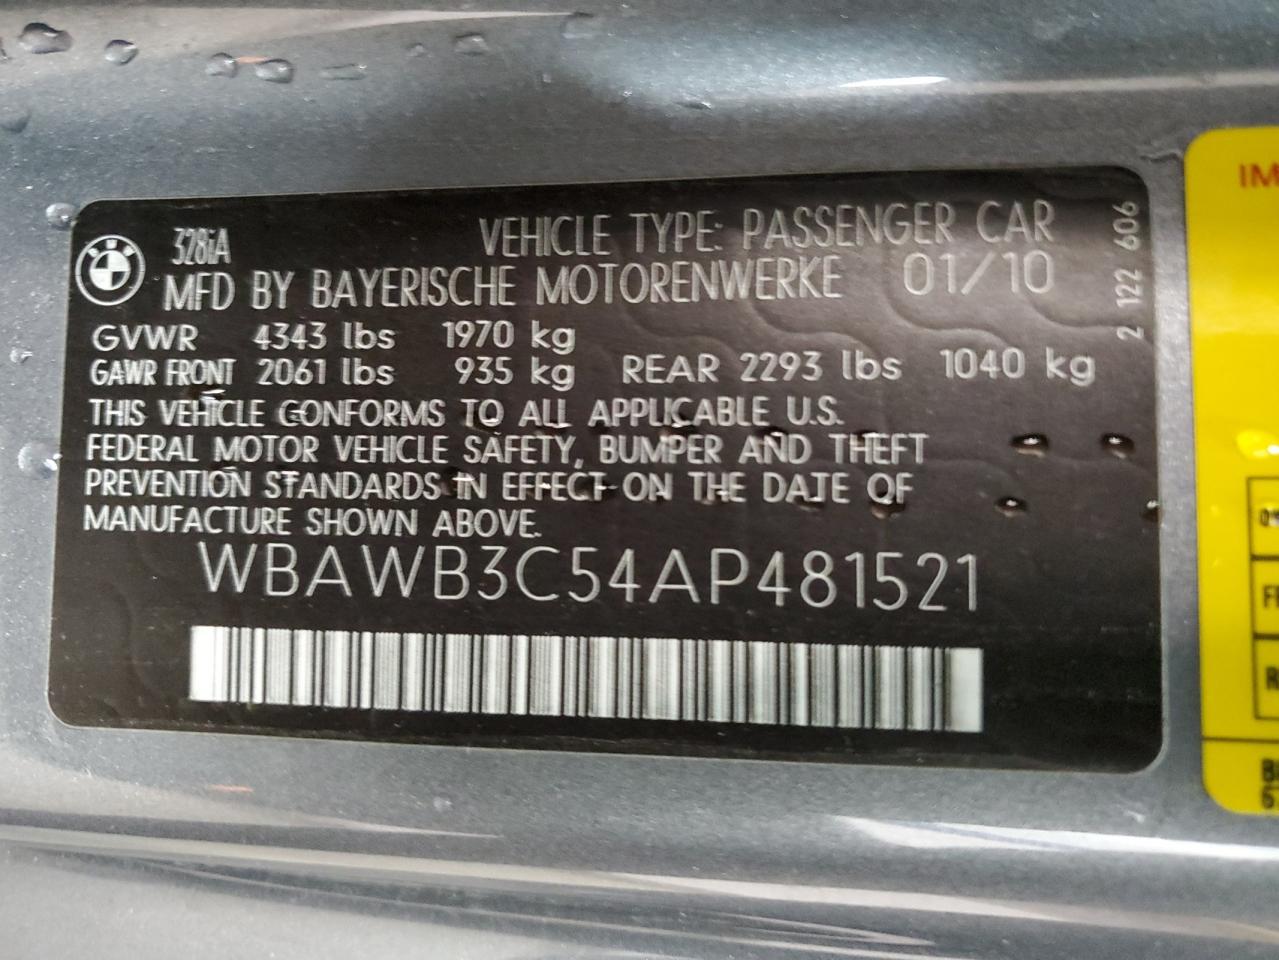 328iA
VEHICLE TYPE: PASSENGER CAR
MFD BY BAYERISCHE MOTORENWERKE 01/10
GVWR 4343 lbs 1970 kg
GAWR FRONT 2061 lbs 935 kg REAR 2293 lbs 1040 kg
THIS VEHICLE CONFORMS TO ALL APPLICABLE U.S.
FEDERAL MOTOR VEHICLE SAFETY, BUMPER AND THEFT
PREVENTION STANDARDS IN EFFECT ON THE DATE OF
MANUFACTURE SHOWN ABOVE.
WBAWB3C54AP481521
2 122 606